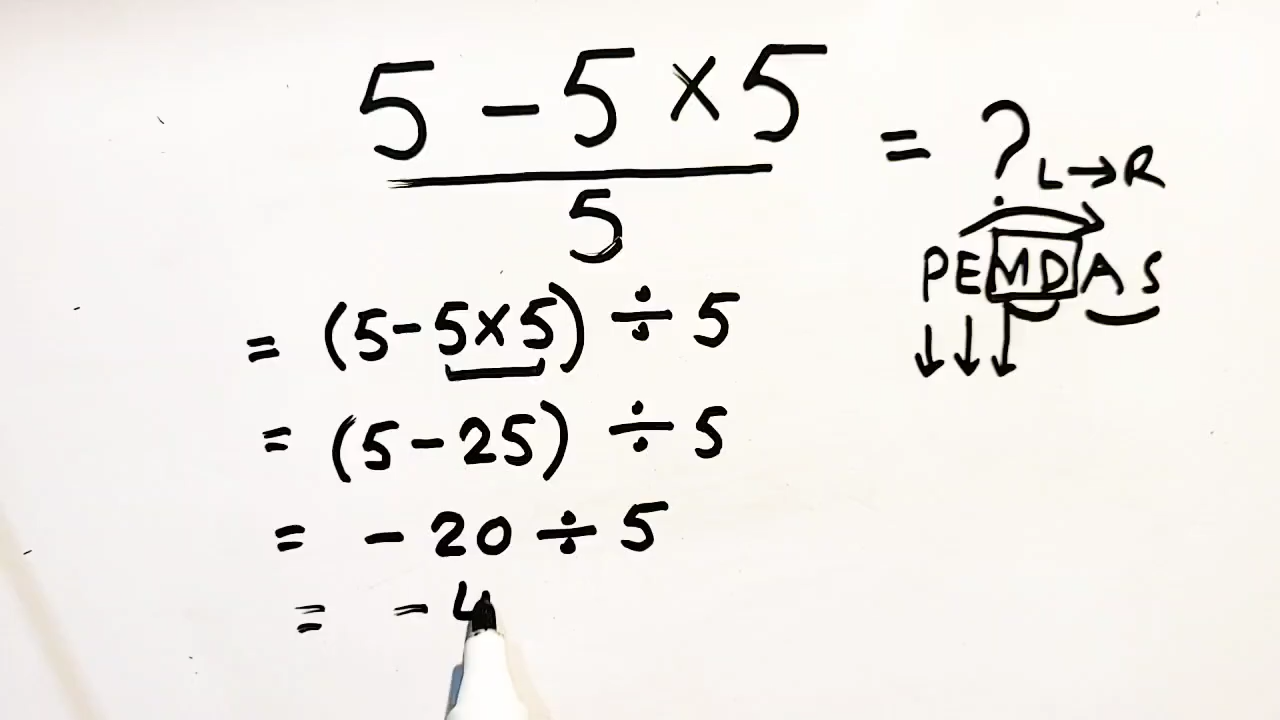 5 - 5 × 5
5
= ?
L → R
PEMDAS
= (5 - 5 × 5) ÷ 5
= (5 - 25) ÷ 5
= - 20 ÷ 5
= - 4